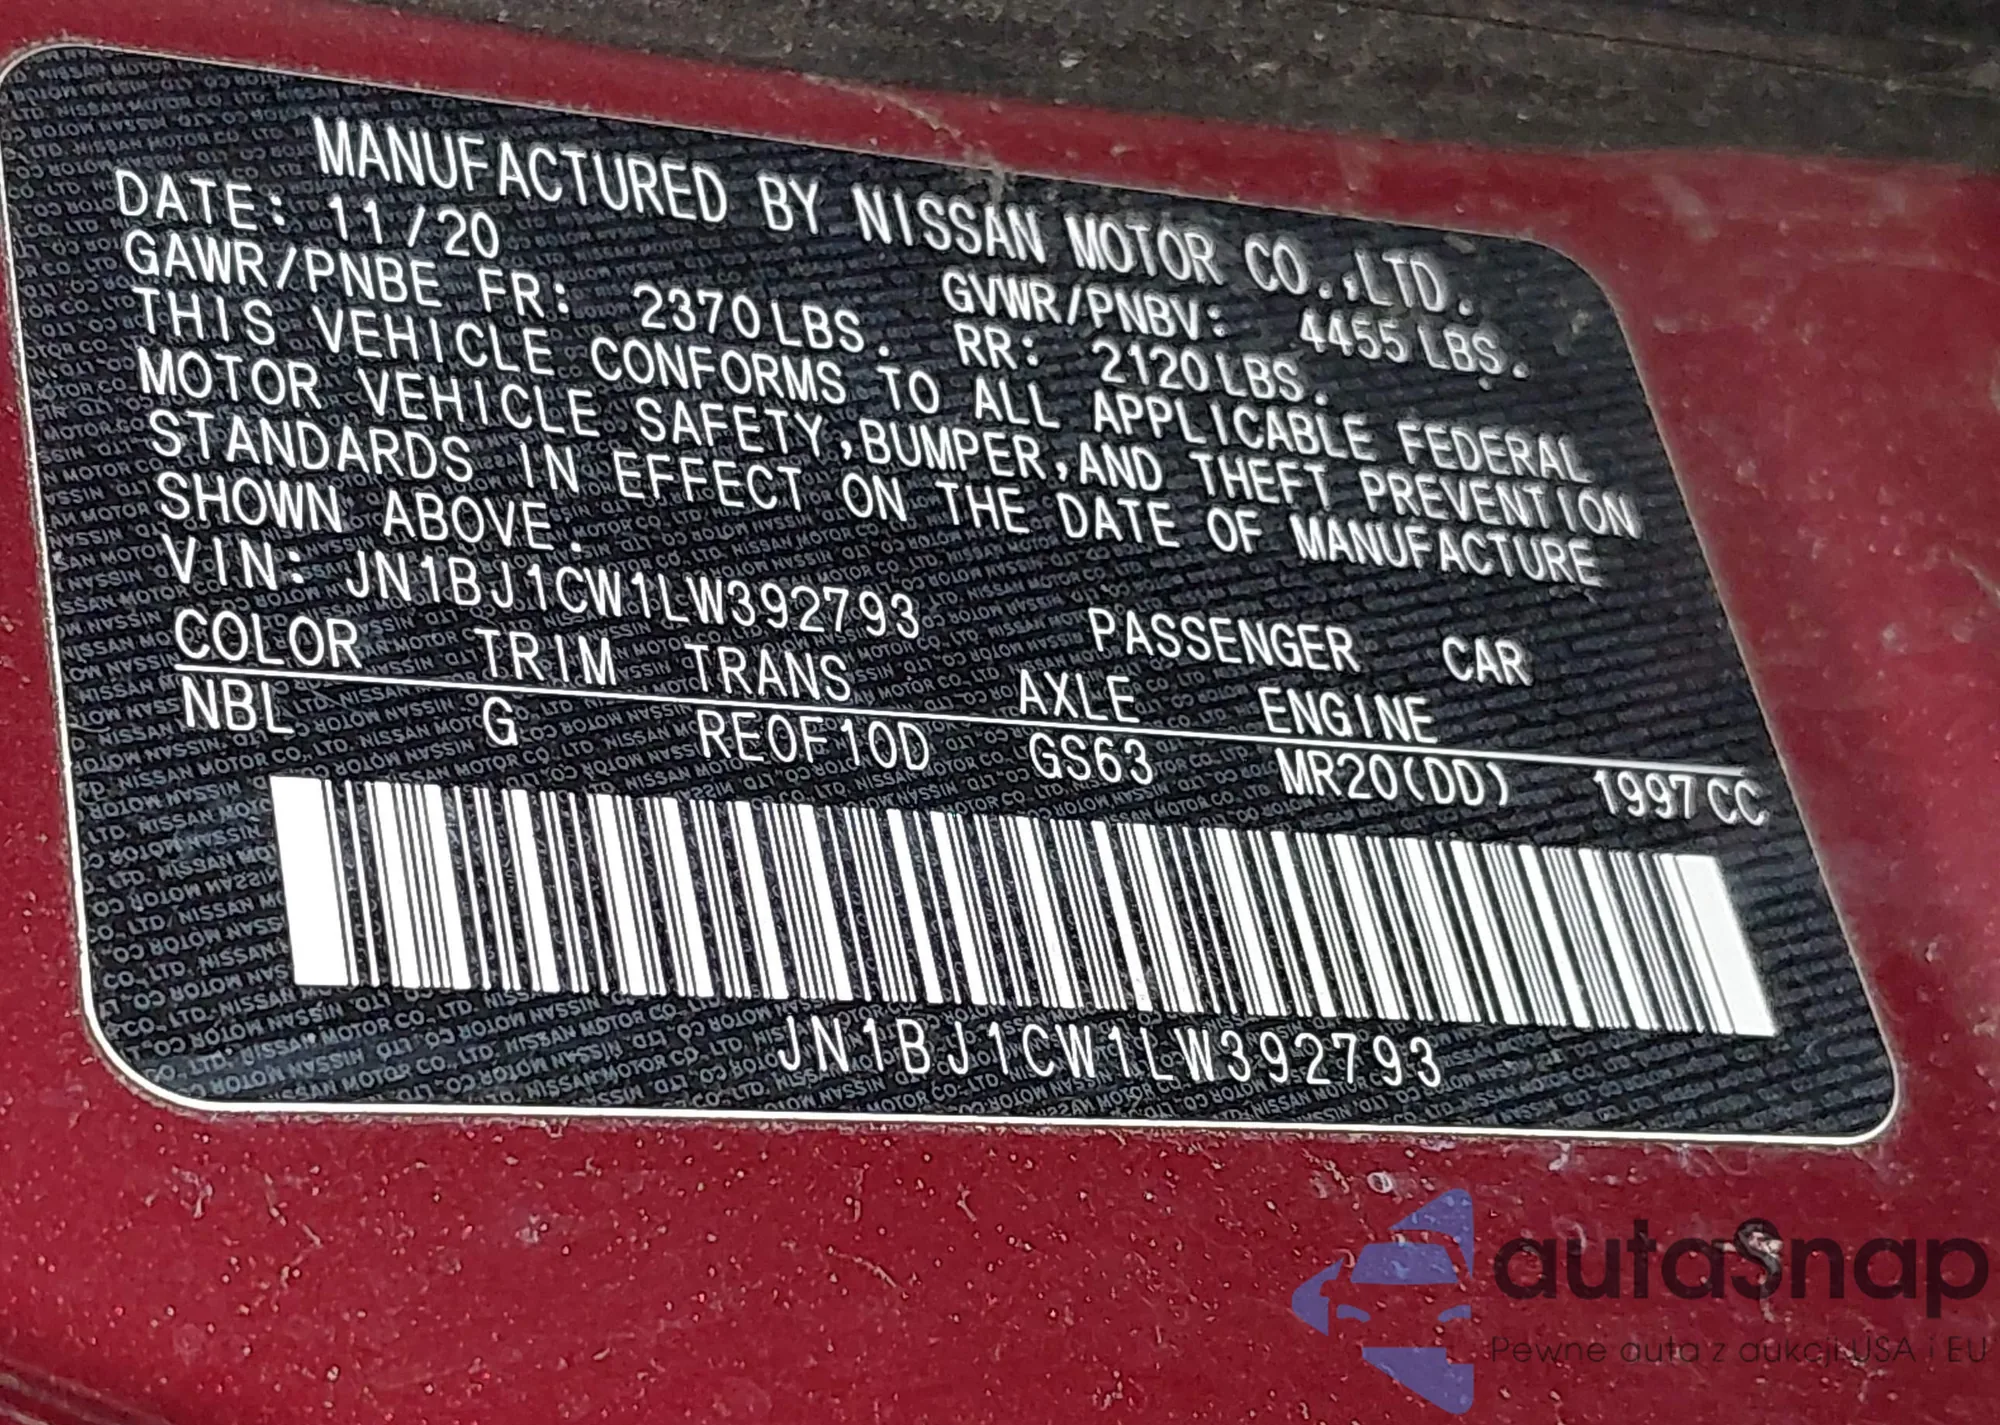 MANUFACTURED BY NISSAN MOTOR CO.,LTD.
DATE: 11/20 GVWR/PNBV: 4455LBS.
GAWR/PNBE FR: 2370LBS. RR: 2120LBS.
THIS VEHICLE CONFORMS TO ALL APPLICABLE FEDERAL
MOTOR VEHICLE SAFETY,BUMPER,AND THEFT PREVENTION
STANDARDS IN EFFECT ON THE DATE OF MANUFACTURE
SHOWN ABOVE.
VIN: JN1BJ1CW1LW392793 PASSENGER CAR
COLOR TRIM TRANS AXLE ENGINE
NBL G RE0F10D GS63 MR20(DD) 1997CC
JN1BJ1CW1LW392793
autaSnap
Pewne auta z aukcji USA i EU